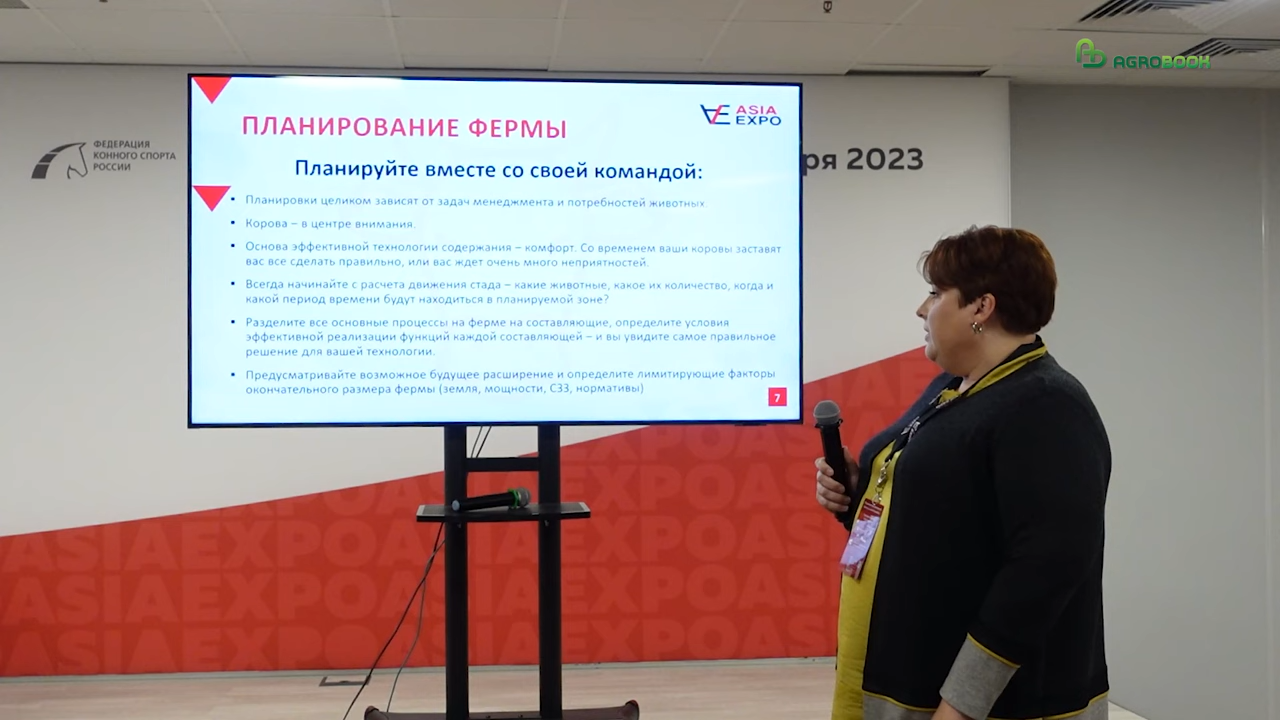 AGROBOOK
ФЕДЕРАЦИЯ
КОННОГО СПОРТА
РОССИИ
ря 2023
ASIA
EXPO
ПЛАНИРОВАНИЕ ФЕРМЫ
Планируйте вместе со своей командой:
▪ Планировки целиком зависят от задач менеджмента и потребностей животных.
▪ Корова – в центре внимания.
▪ Основа эффективной технологии содержания – комфорт. Со временем ваши коровы заставят
вас все сделать правильно, или вас ждет очень много неприятностей.
▪ Всегда начинайте с расчета движения стада – какие животные, какое их количество, когда и
какой период времени будут находиться в планируемой зоне?
▪ Разделите все основные процессы на ферме на составляющие, определите условия
эффективной реализации функций каждой составляющей – и вы увидите самое правильное
решение для вашей технологии.
▪ Предусматривайте возможное будущее расширение и определите лимитирующие факторы
окончательного размера фермы (земля, мощности, СЗЗ, нормативы)
7
ASIAEXPOASIAEXPOASIAEXPOASI
ASIAEXPOASIAEXPOASI
ASIAEXPOASIAEXPOASI